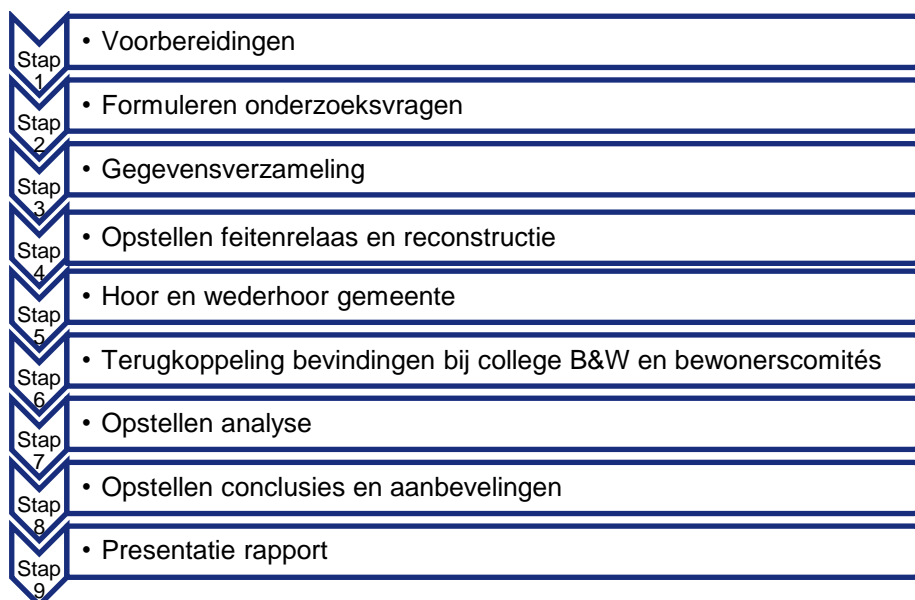 Stap 1
• Voorbereidingen
Stap 2
• Formuleren onderzoeksvragen
Stap 3
• Gegevensverzameling
Stap 4
• Opstellen feitenrelaas en reconstructie
Stap 5
• Hoor en wederhoor gemeente
Stap 6
• Terugkoppeling bevindingen bij college B&W en bewonerscomités
Stap 7
• Opstellen analyse
Stap 8
• Opstellen conclusies en aanbevelingen
Stap 9
• Presentatie rapport